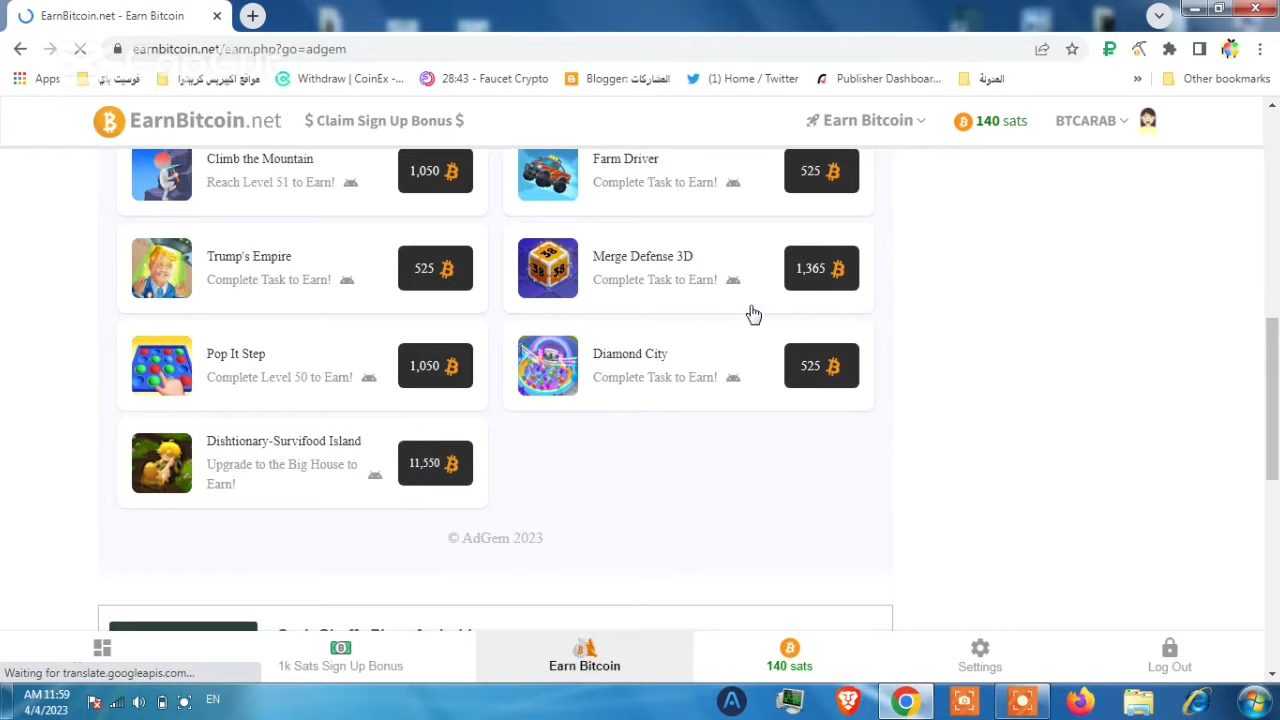 EarnBitcoin.net - Earn Bitcoin
earnbitcoin.net/earn.php?go=adgem
Apps
فوسيت باي
مواقع اكسبريس كريبتو
Withdraw | CoinEx -...
28:43 - Faucet Crypto
Blogger: المشاركات
(1) Home / Twitter
Publisher Dashboar...
المدونة
»
Other bookmarks
EarnBitcoin.net
$ Claim Sign Up Bonus $
Earn Bitcoin
140 sats
BTCARAB
Climb the Mountain
Reach Level 51 to Earn!
1,050
Farm Driver
Complete Task to Earn!
525
Trump's Empire
Complete Task to Earn!
525
Merge Defense 3D
Complete Task to Earn!
1,365
Pop It Step
Complete Level 50 to Earn!
1,050
Diamond City
Complete Task to Earn!
525
Dishtionary-Survifood Island
Upgrade to the Big House to
Earn!
11,550
© AdGem 2023
1k Sats Sign Up Bonus
Earn Bitcoin
140 sats
Settings
Log Out
Waiting for translate.googleapis.com...
AM 11:59
4/4/2023
EN